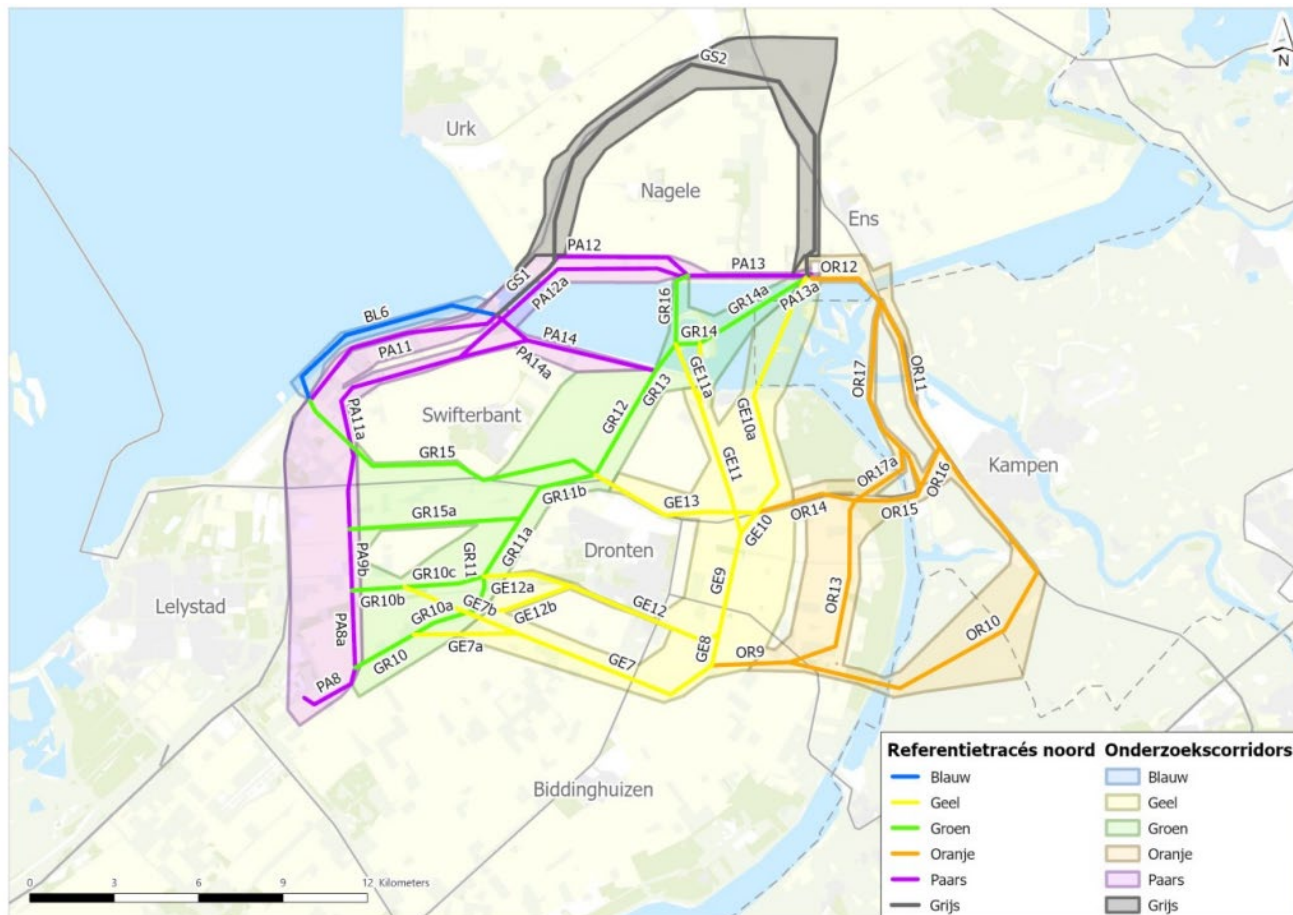 GS2
N
Urk
Nagele
Ens
PA12
GS1
PA13
OR12
PA12a
GR16
GR14a
PA13a
BL6
PA11
PA14
GR14
PA14a
GE11a
GR13
OR17
OR11
PA11a
Swifterbant
GR12
GE10a
GR15
GE11
OR17a
OR16
Kampen
GR11b
GE13
OR14
OR15
GR15a
GR11a
Dronten
GE10
PA9b
GR11
GR10c
GE12a
GE9
Lelystad
GR10b
GR10a
GE7b
GE12b
GE12
OR13
PA8a
GE7a
GE8
OR10
GR10
GE7
OR9
PA8
Biddinghuizen
Referentietracés noord Onderzoekscorridors
Blauw Blauw
Geel Geel
Groen Groen
Oranje Oranje
Paars Paars
Grijs Grijs
0 3 6 9 12 Kilometers